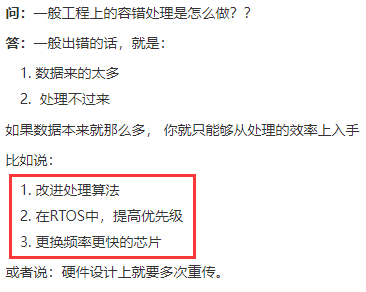 问：一般工程上的容错处理是怎么做？？
答：一般出错的话，就是：
1. 数据来的太多
2. 处理不过来
如果数据本来就那么多， 你就只能够从处理的效率上入手
比如说：
1. 改进处理算法
2. 在RTOS中，提高优先级
3. 更换频率更快的芯片
或者说：硬件设计上就要多次重传。